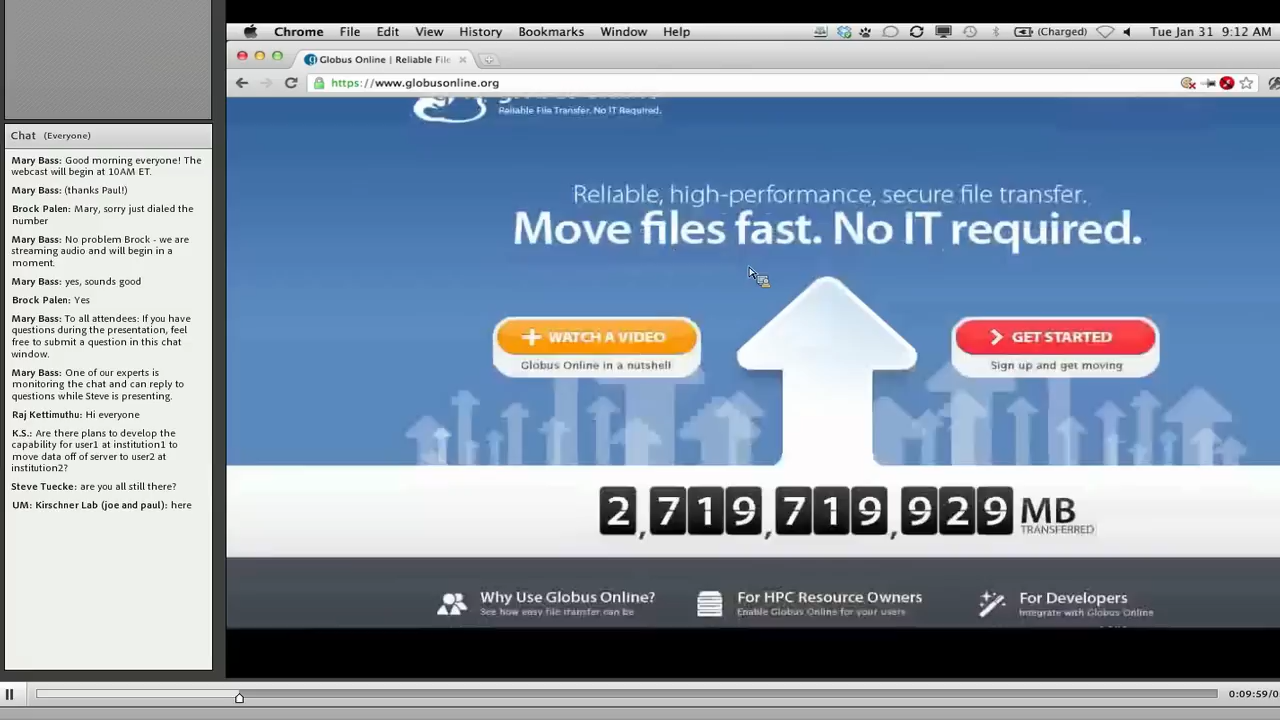 Chrome File Edit View History Bookmarks Window Help (Charged) Tue Jan 31 9:12 AM
Globus Online | Reliable File
https://www.globusonline.org
Reliable File Transfer. No IT Required.
Reliable, high-performance, secure file transfer.
Move files fast. No IT required.
WATCH A VIDEO
Globus Online in a nutshell
GET STARTED
Sign up and get moving
2,719,719,929 MB
TRANSFERRED
Why Use Globus Online?
See how easy file transfer can be
For HPC Resource Owners
Enable Globus Online for your users
For Developers
Integrate with Globus Online
Chat (Everyone)
Mary Bass: Good morning everyone! The
webcast will begin at 10AM ET.
Mary Bass: (thanks Paul!)
Brock Palen: Mary, sorry just dialed the
number
Mary Bass: No problem Brock - we are
streaming audio and will begin in a
moment.
Mary Bass: yes, sounds good
Brock Palen: Yes
Mary Bass: To all attendees: If you have
questions during the presentation, feel
free to submit a question in this chat
window.
Mary Bass: One of our experts is
monitoring the chat and can reply to
questions while Steve is presenting.
Raj Kettimuthu: Hi everyone
K.S.: Are there plans to develop the
capability for user1 at institution1 to
move data off of server to user2 at
institution2?
Steve Tuecke: are you all still there?
UM: Kirschner Lab (joe and paul): here
0:09:59/0